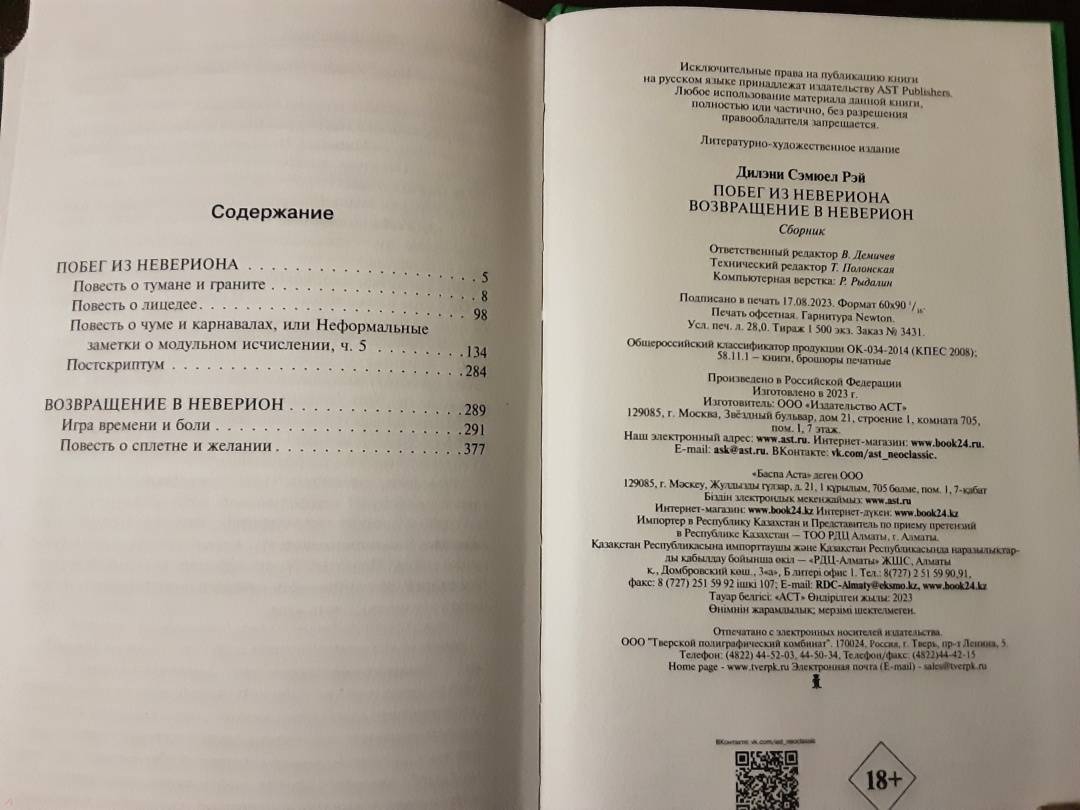 Содержание
ПОБЕГ ИЗ НЕВЕРИОНА . . . . . . . . . . . . . . . . . . . . . . 5
Повесть о тумане и граните . . . . . . . . . . . . . . . . . . . 8
Повесть о лицедее. . . . . . . . . . . . . . . . . . . . . . . . . 98
Повесть о чуме и карнавалах, или Неформальные
заметки о модульном исчислении, ч. 5 . . . . . . . . .134
Постскриптум . . . . . . . . . . . . . . . . . . . . . . . . . . .284
ВОЗВРАЩЕНИЕ В НЕВЕРИОН . . . . . . . . . . . . . . . . .289
Игра времени и боли . . . . . . . . . . . . . . . . . . . . . . .291
Повесть о сплетне и желании . . . . . . . . . . . . . . . . . .377
Исключительные права на публикацию книги
на русском языке принадлежат издательству AST Publishers.
Любое использование материала данной книги,
полностью или частично, без разрешения
правообладателя запрещается.
Литературно-художественное издание
Дилэни Сэмюел Рэй
ПОБЕГ ИЗ НЕВЕРИОНА
ВОЗВРАЩЕНИЕ В НЕВЕРИОН
Сборник
Ответственный редактор В. Демичев
Технический редактор Т. Полонская
Компьютерная верстка: Р. Рыдалин
Подписано в печать 17.08.2023. Формат 60x90 1/16.
Печать офсетная. Гарнитура Newton.
Усл. печ. л. 28,0. Тираж 1 500 экз. Заказ № 3431.
Общероссийский классификатор продукции ОК-034-2014 (КПЕС 2008);
58.11.1 – книги, брошюры печатные
Произведено в Российской Федерации
Изготовлено в 2023 г.
Изготовитель: ООО «Издательство АСТ»
129085, г. Москва, Звёздный бульвар, дом 21, строение 1, комната 705,
пом. 1, 7 этаж.
Наш электронный адрес: www.ast.ru. Интернет-магазин: www.book24.ru.
E-mail: ask@ast.ru. ВКонтакте: vk.com/ast_neoclassic.
«Баспа Аста» деген ООО
129085, г. Мәскеу, Жулдызды гүлзар, д. 21, 1 құрылым, 705 бөлме, пом. 1, 7-қабат
Біздін электрондык мекенжаймыз: www.ast.ru
Интернет-магазин: www.book24.kz Интернет-дүкен: www.book24.kz
Импортер в Республику Казахстан и Представитель по приему претензий
в Республике Казахстан — ТОО РДЦ Алматы, г. Алматы.
Қазақстан Республикасына импорттаушы және Қазақстан Республикасында наразылықтар-
ды қабылдау бойынша өкіл — «РДЦ-Алматы» ЖШС, Алматы
қ., Домбровский көш., 3«а», Б литері офис 1. Тел.: 8(727) 2 51 59 90,91,
факс: 8 (727) 251 59 92 ішкі 107; E-mail: RDC-Almaty@eksmo.kz, www.book24.kz
Тауар белгісі: «АСТ» Өндірілген жылы: 2023
Өнімнін жарамдылық; мерзімі шектелмеген.
Отпечатано с электронных носителей издательства.
ООО "Тверской полиграфический комбинат". 170024, Россия, г. Тверь, пр-т Ленина, 5.
Телефон: (4822) 44-52-03, 44-50-34, Телефон/факс: (4822)44-42-15
Home page - www.tverpk.ru Электронная почта (E-mail) - sales@tverpk.ru
ВКонтакте: vk.com/ast_neoclassic
18+